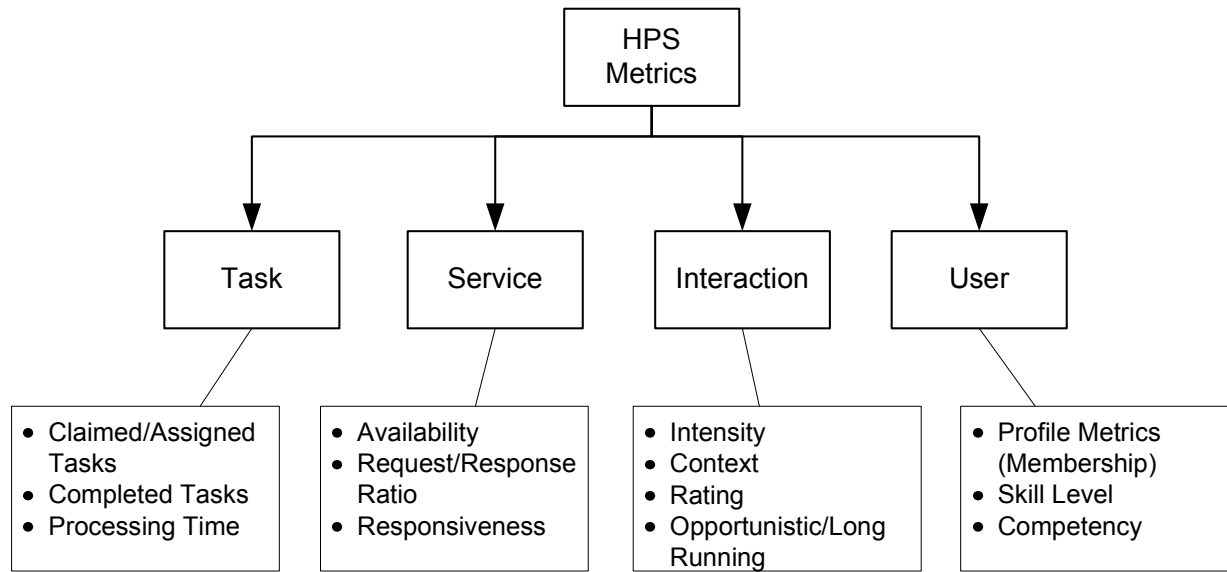 HPS
Metrics
Task
Service
Interaction
User
• Claimed/Assigned
Tasks
• Completed Tasks
• Processing Time
• Availability
• Request/Response
Ratio
• Responsiveness
• Intensity
• Context
• Rating
• Opportunistic/Long
Running
• Profile Metrics
(Membership)
• Skill Level
• Competency